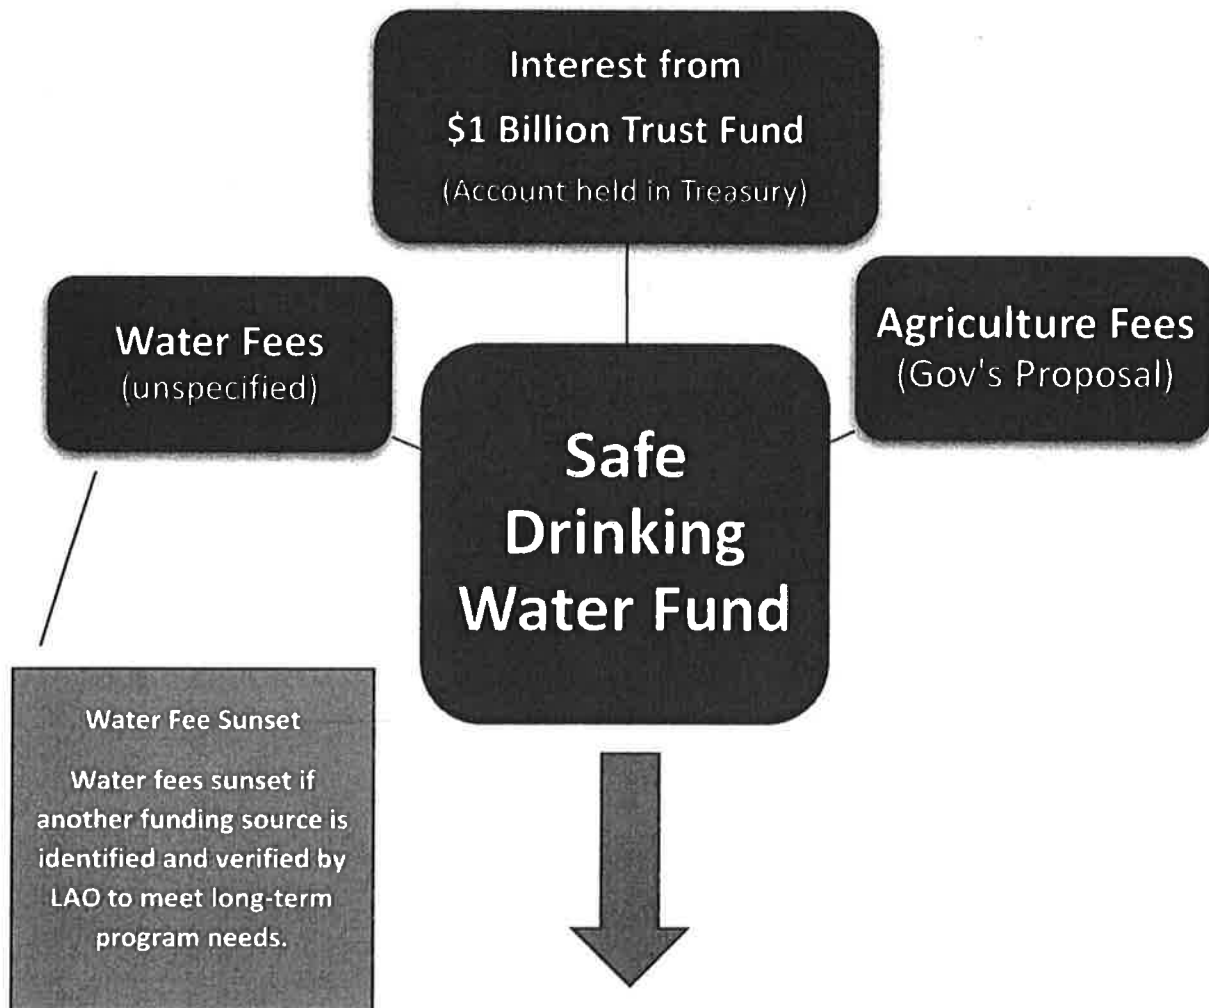 Interest from
$1 Billion Trust Fund
(Account held in Treasury)
Water Fees
(unspecified)
Agriculture Fees
(Gov's Proposal)
Safe
Drinking
Water Fund
Water Fee Sunset
Water fees sunset if
another funding source is
identified and verified by
LAO to meet long-term
program needs.